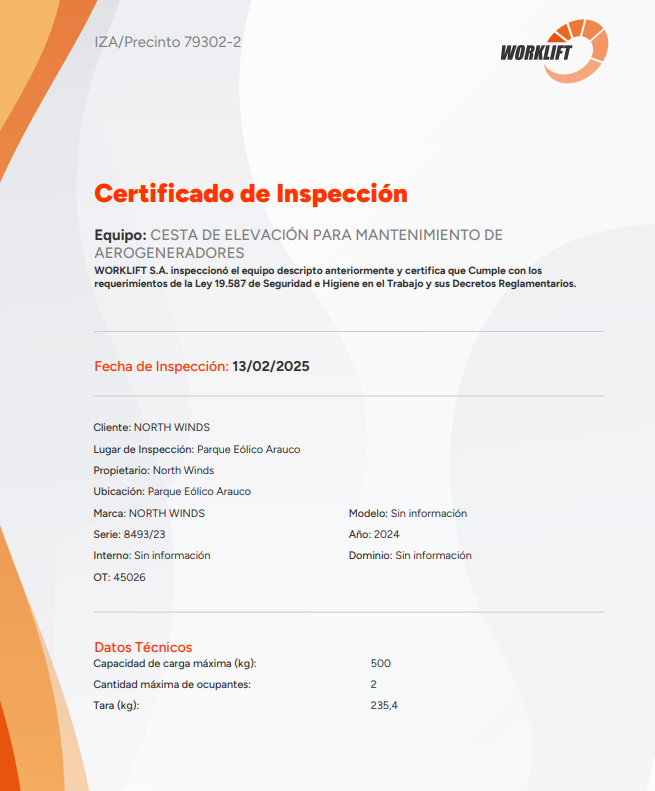 IZA/Precinto 79302-2
WORKLIFT
Certificado de Inspección
Equipo: CESTA DE ELEVACIÓN PARA MANTENIMIENTO DE
AEROGENERADORES
WORKLIFT S.A. inspeccionó el equipo descripto anteriormente y certifica que Cumple con los
requerimientos de la Ley 19.587 de Seguridad e Higiene en el Trabajo y sus Decretos Reglamentarios.
Fecha de Inspección: 13/02/2025
Cliente: NORTH WINDS
Lugar de Inspección: Parque Eólico Arauco
Propietario: North Winds
Ubicación: Parque Eólico Arauco
Marca: NORTH WINDS Modelo: Sin información
Serie: 8493/23 Año: 2024
Interno: Sin información Dominio: Sin información
OT: 45026
Datos Técnicos
Capacidad de carga máxima (kg): 500
Cantidad máxima de ocupantes: 2
Tara (kg): 235,4